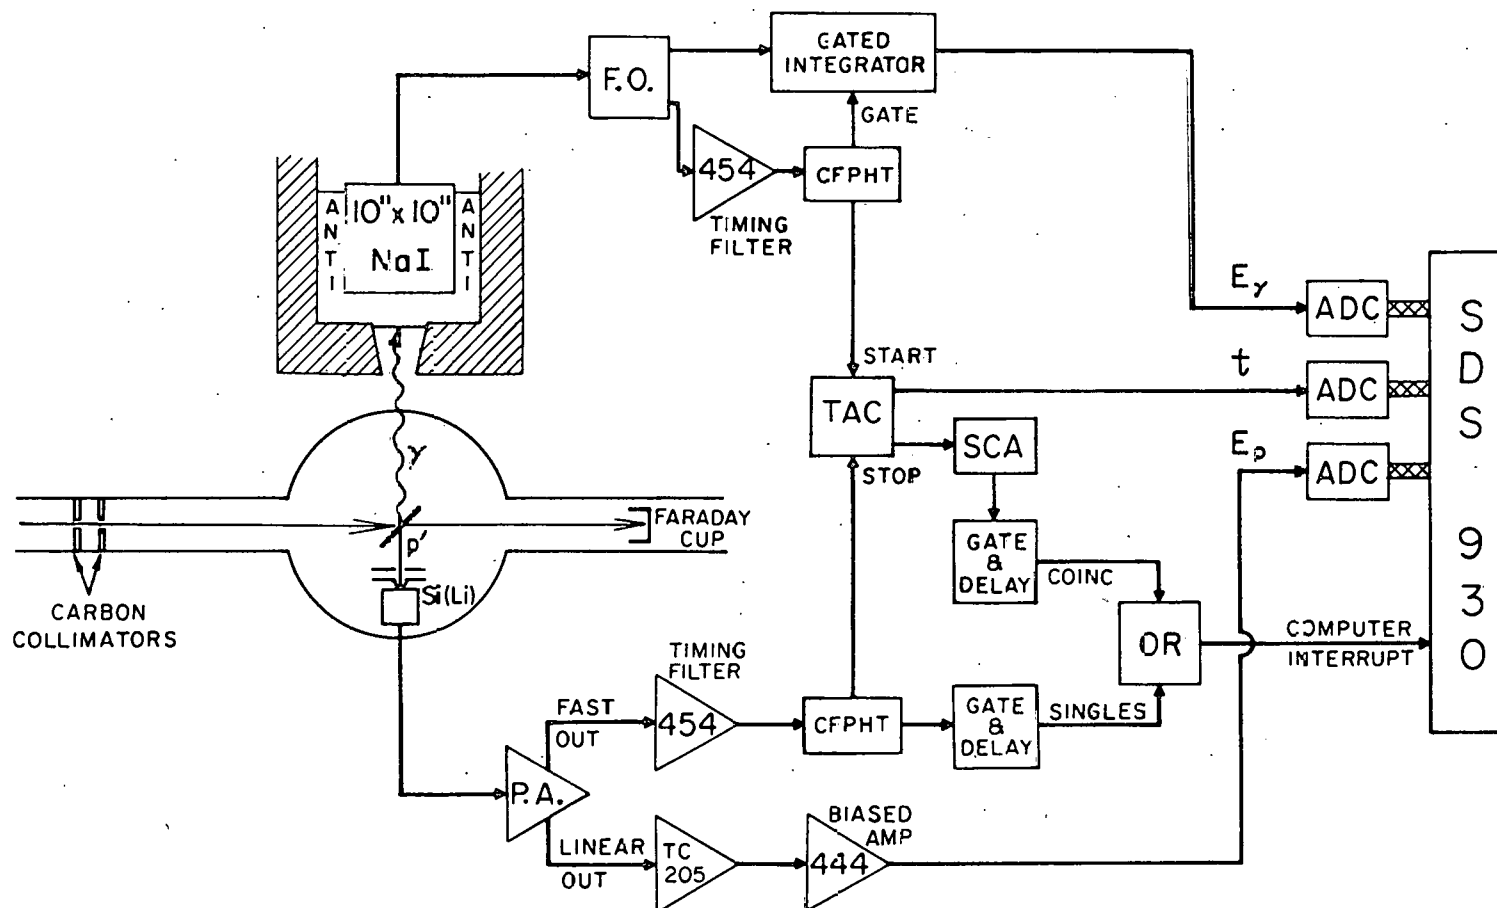 GATED
INTEGRATOR
F.O.
GATE
454
CFPHT
TIMING
FILTER
ANTI
10"x10"
NaI
ANTI
Eγ
ADC
START
t
TAC
ADC
STOP
SCA
Ep
ADC
SDS 930
γ
p'
FARADAY
CUP
Si(Li)
CARBON
COLLIMATORS
GATE
&
DELAY
COINC
OR
COMPUTER
INTERRUPT
TIMING
FILTER
FAST
OUT
454
CFPHT
GATE
&
DELAY
SINGLES
P.A.
LINEAR
OUT
TC
205
BIASED
AMP
444